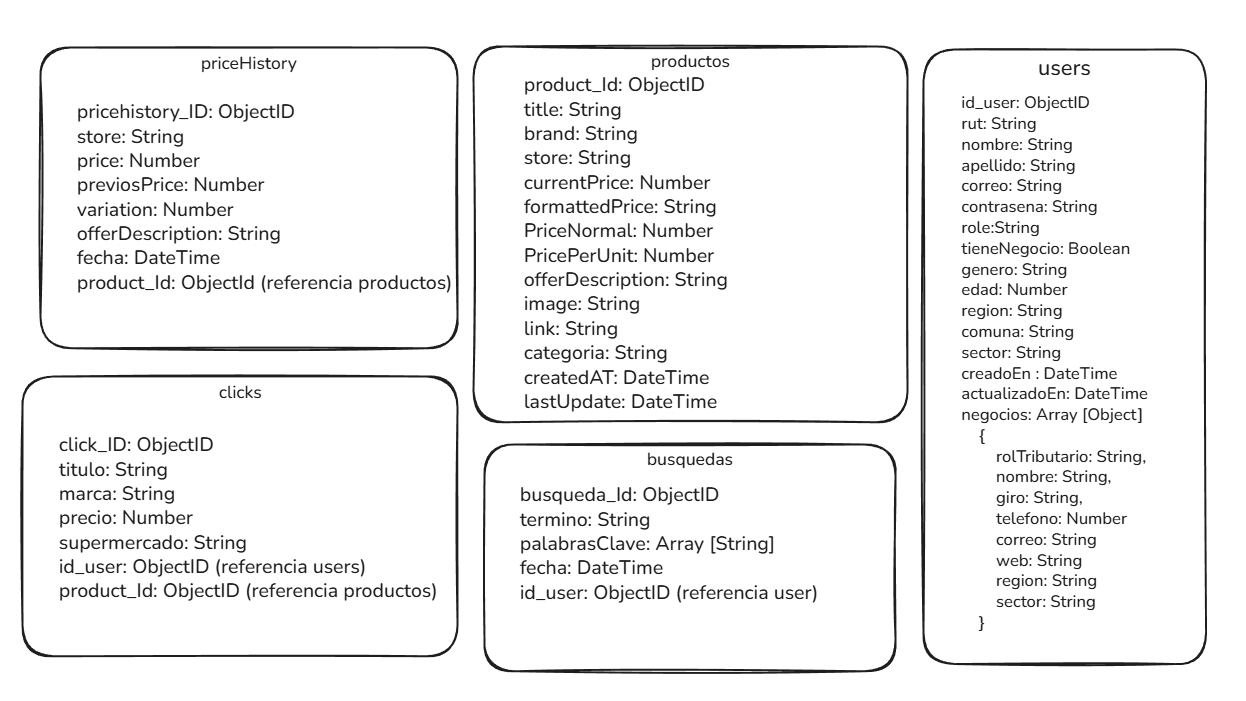 priceHistory
pricehistory_ID: ObjectID
store: String
price: Number
previosPrice: Number
variation: Number
offerDescription: String
fecha: DateTime
product_Id: ObjectId (referencia productos)
productos
product_Id: ObjectID
title: String
brand: String
store: String
currentPrice: Number
formattedPrice: String
PriceNormal: Number
PricePerUnit: Number
offerDescription: String
image: String
link: String
categoria: String
createdAT: DateTime
lastUpdate: DateTime
users
id_user: ObjectID
rut: String
nombre: String
apellido: String
correo: String
contrasena: String
role:String
tieneNegocio: Boolean
genero: String
edad: Number
region: String
comuna: String
sector: String
creadoEn : DateTime
actualizadoEn: DateTime
negocios: Array [Object]
{
rolTributario: String,
nombre: String,
giro: String,
telefono: Number
correo: String
web: String
region: String
sector: String
}
clicks
click_ID: ObjectID
titulo: String
marca: String
precio: Number
supermercado: String
id_user: ObjectID (referencia users)
product_Id: ObjectID (referencia productos)
busquedas
busqueda_Id: ObjectID
termino: String
palabrasClave: Array [String]
fecha: DateTime
id_user: ObjectID (referencia user)